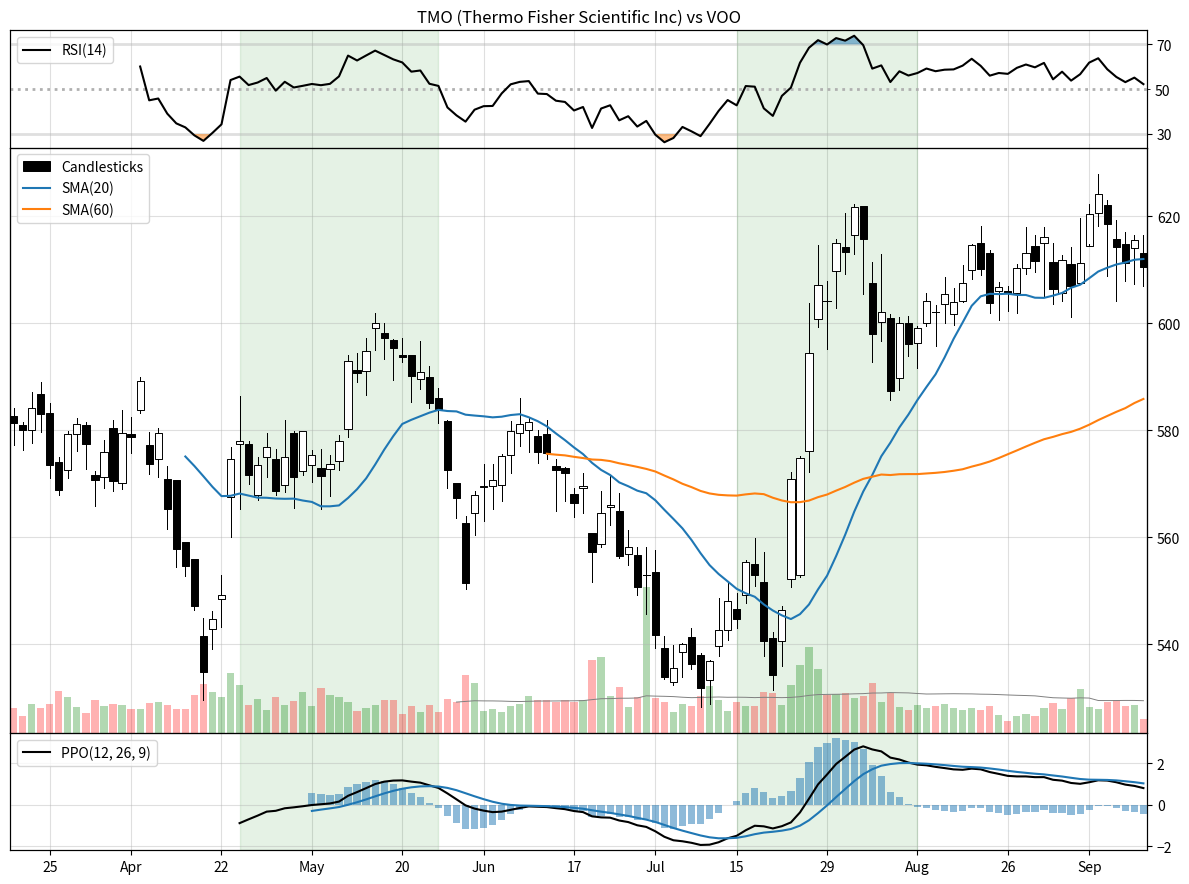 TMO (Thermo Fisher Scientific Inc) vs VOO
RSI(14)
70
50
30
Candlesticks
SMA(20)
SMA(60)
620
600
580
560
540
PPO(12, 26, 9)
2
0
−2
25 Apr 22 May 20 Jun 17 Jul 15 29 Aug 26 Sep